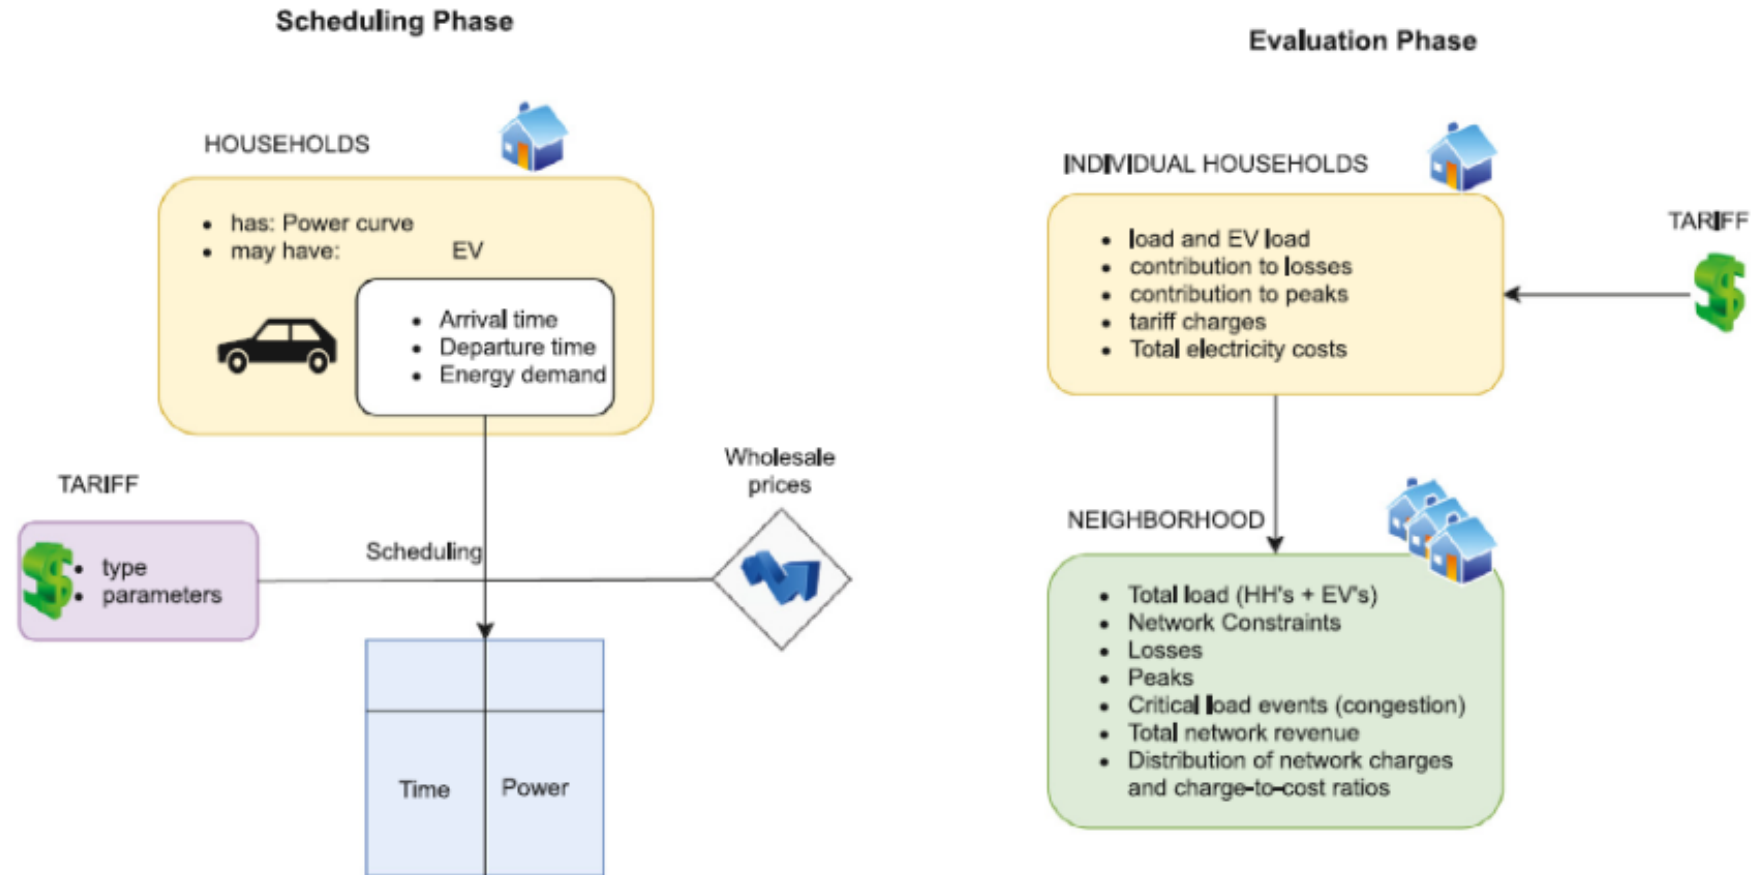 Scheduling Phase
HOUSEHOLDS
• has: Power curve
• may have: EV
• Arrival time
• Departure time
• Energy demand
TARIFF
• type
• parameters
Scheduling
Wholesale
prices
Time
Power
Evaluation Phase
INDIVIDUAL HOUSEHOLDS
• load and EV load
• contribution to losses
• contribution to peaks
• tariff charges
• Total electricity costs
TARIFF
NEIGHBORHOOD
• Total load (HH's + EV's)
• Network Constraints
• Losses
• Peaks
• Critical load events (congestion)
• Total network revenue
• Distribution of network charges
and charge-to-cost ratios